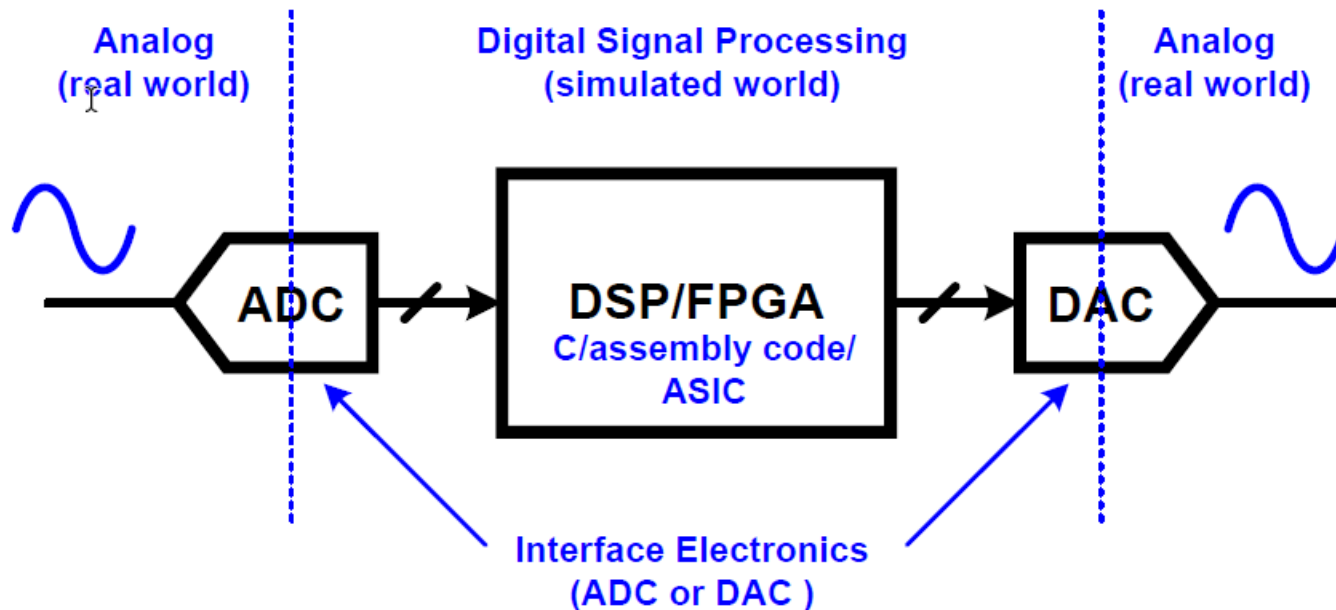 Analog
(real world)
Digital Signal Processing
(simulated world)
Analog
(real world)
ADC
DSP/FPGA
C/assembly code/
ASIC
DAC
Interface Electronics
(ADC or DAC )